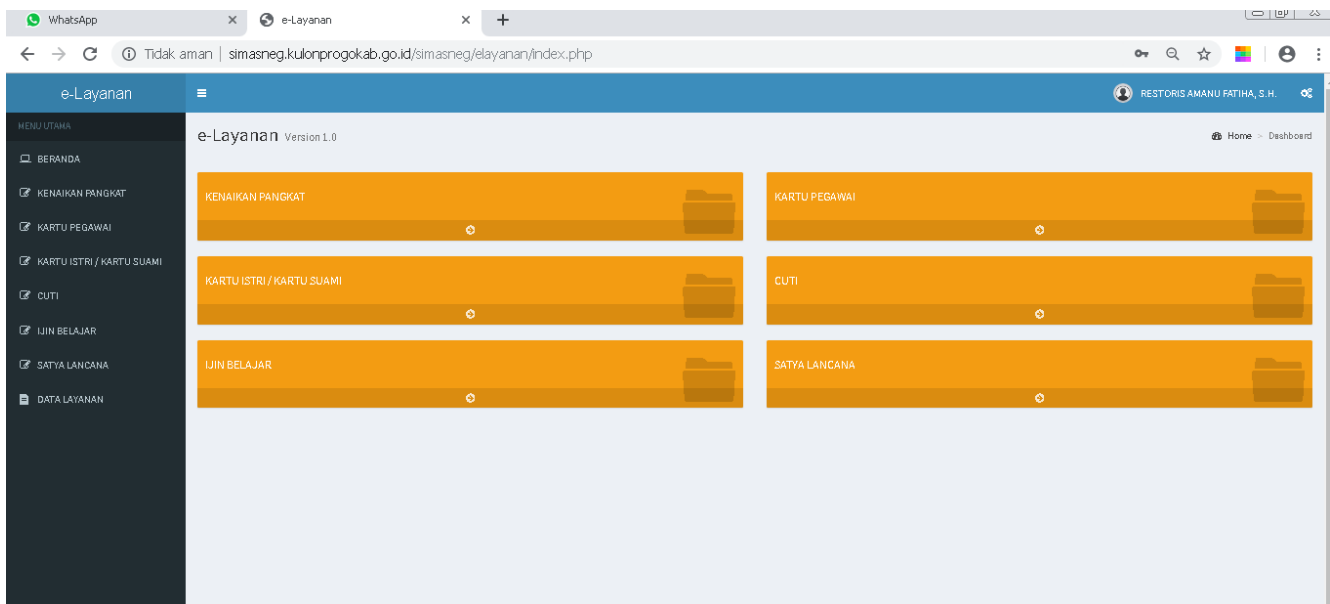 WhatsApp
e-Layanan
Tidak aman | simasneg.kulonprogokab.go.id/simasneg/elayanan/index.php
e-Layanan
RESTORIS AMANU FATIHA, S.H.
MENU UTAMA
BERANDA
KENAIKAN PANGKAT
KARTU PEGAWAI
KARTU ISTRI / KARTU SUAMI
CUTI
IJIN BELAJAR
SATYA LANCANA
DATA LAYANAN
e-Layanan Version 1.0
Home > Dashboard
KENAIKAN PANGKAT
KARTU PEGAWAI
KARTU ISTRI / KARTU SUAMI
CUTI
IJIN BELAJAR
SATYA LANCANA